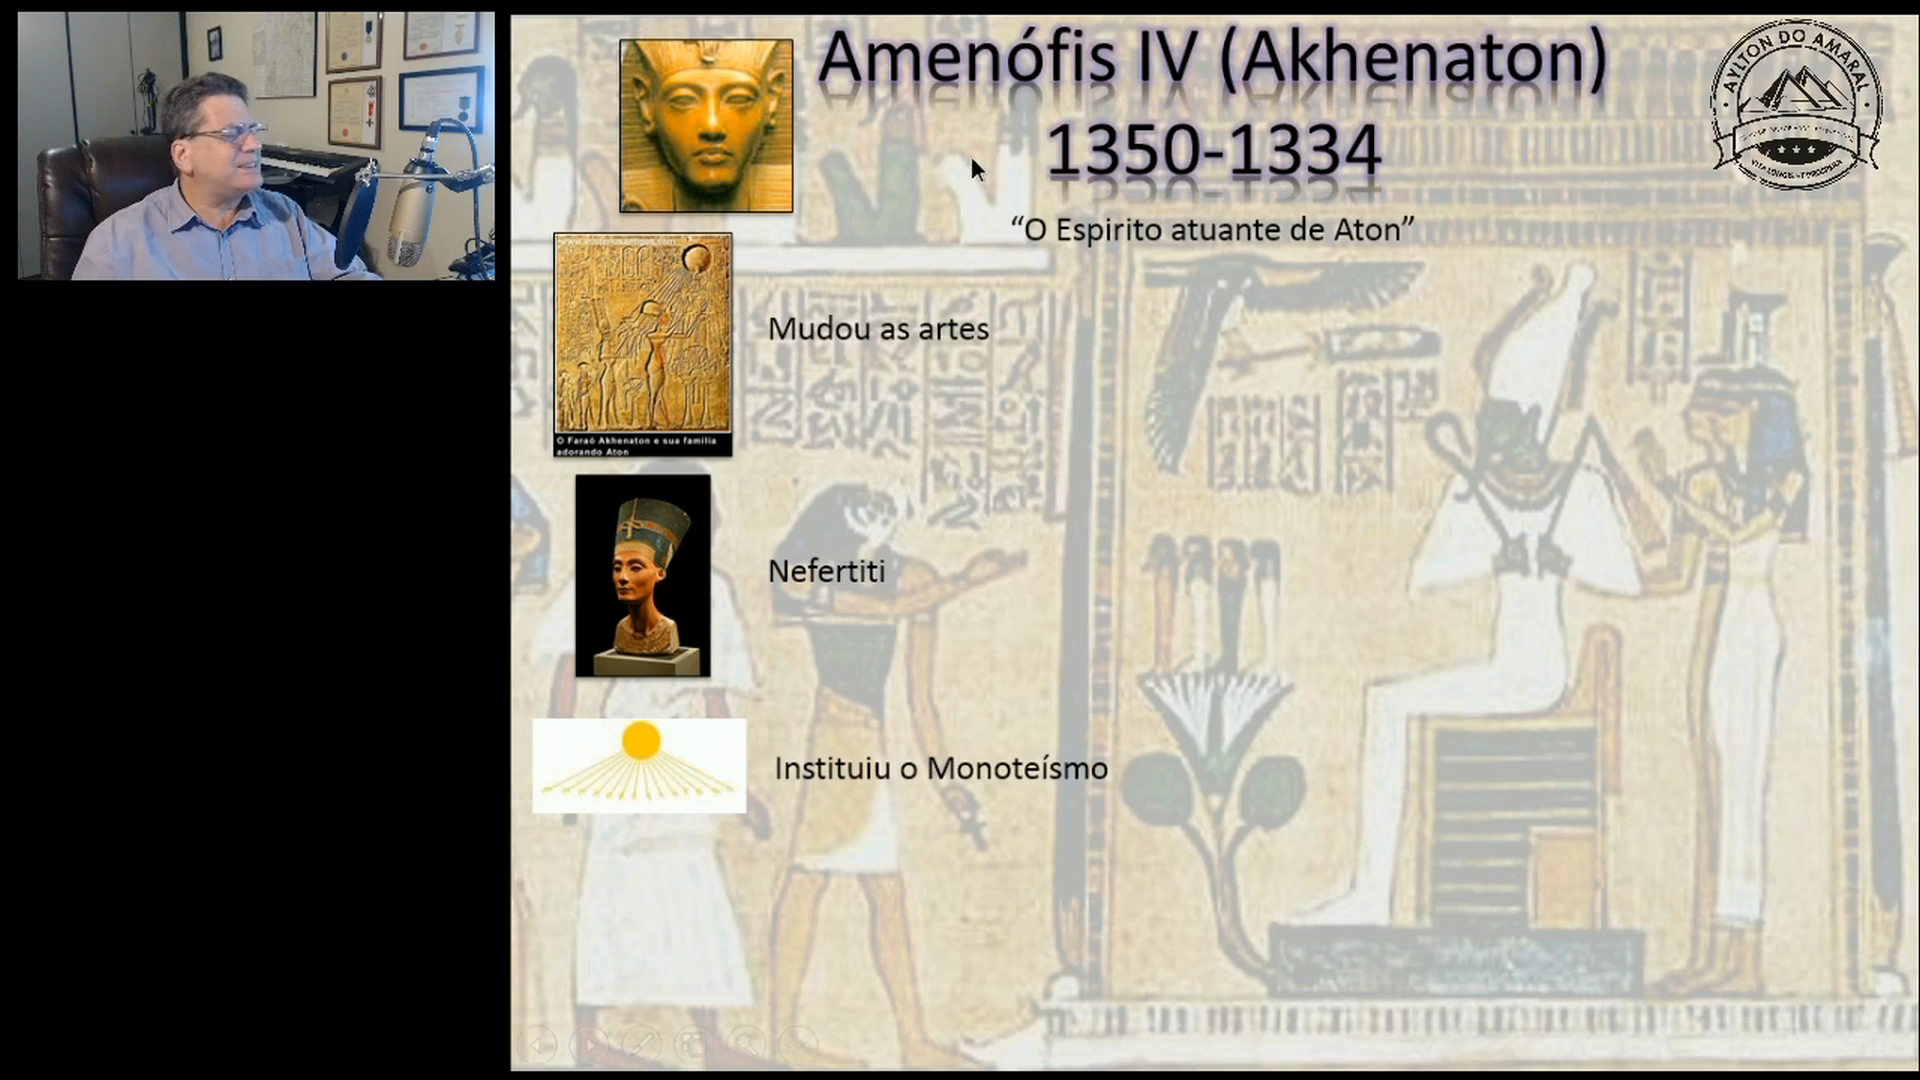 Amenófis IV (Akhenaton)
1350-1334
AYLTON DO AMARAL
“O Espirito atuante de Aton”
Mudou as artes
O Faraó Akhenaton e sua família
adorando Aton
Nefertiti
Instituiu o Monoteísmo